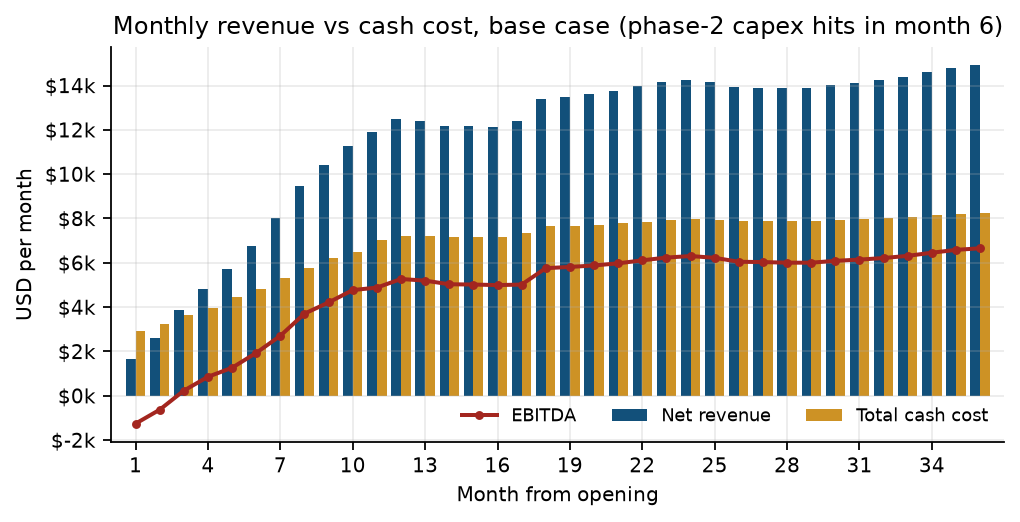 Monthly revenue vs cash cost, base case (phase-2 capex hits in month 6)
USD per month
$14k
$12k
$10k
$8k
$6k
$4k
$2k
$0k
$-2k
EBITDA
Net revenue
Total cash cost
1 4 7 10 13 16 19 22 25 28 31 34
Month from opening